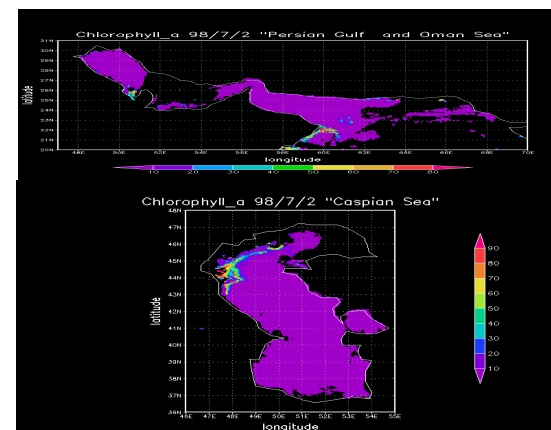 Chlorophyll_a 98/7/2 "Persian Gulf and Oman Sea"
latitude
31N
30N
29N
28N
27N
26N
25N
24N
23N
22N
21N
20N
48E 50E 52E 54E 56E 58E 60E 62E 64E 66E 68E 70E
longitude
10 20 30 40 50 60 70 80
Chlorophyll_a 98/7/2 "Caspian Sea"
latitude
48N
47N
46N
45N
44N
43N
42N
41N
40N
39N
38N
37N
36N
46E 47E 48E 49E 50E 51E 52E 53E 54E 55E
longitude
90
80
70
60
50
40
30
20
10